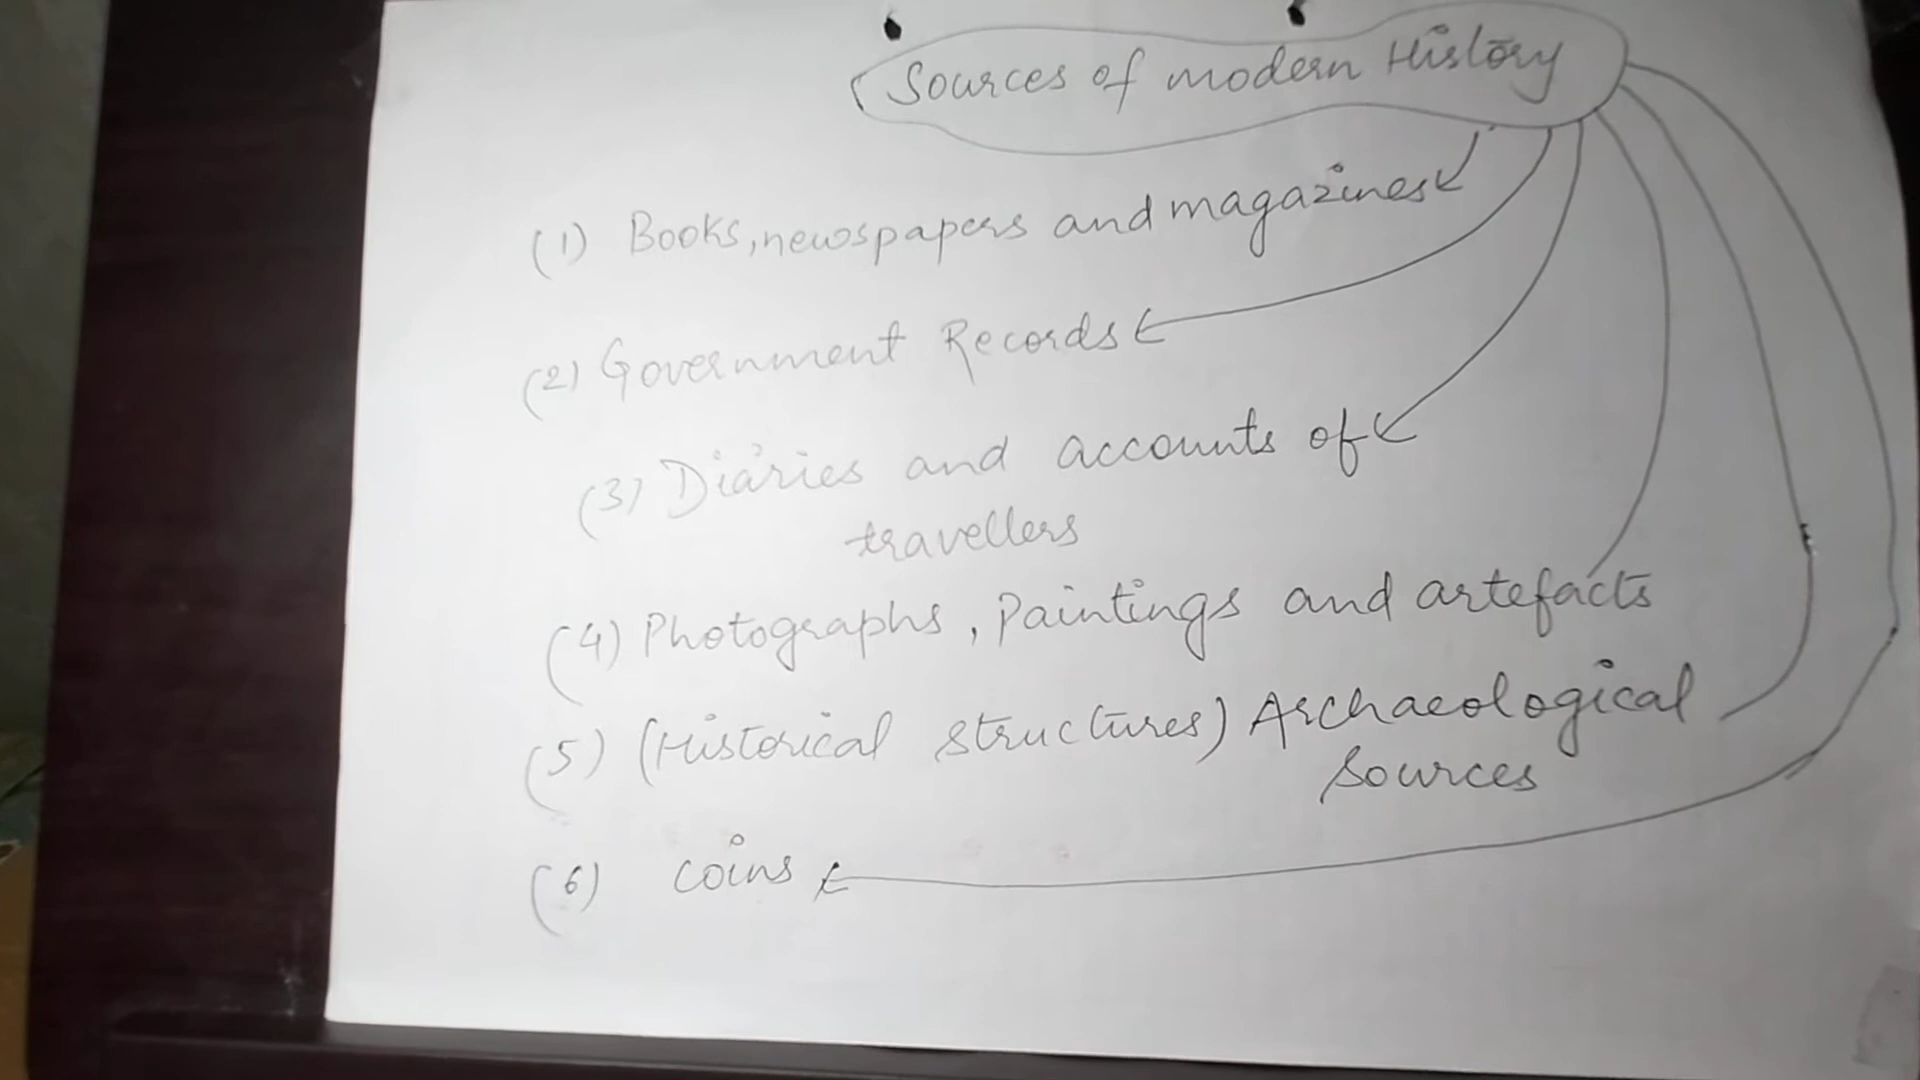 Sources of modern History
(1) Books, newspapers and magazines
(2) Government Records
(3) Diaries and accounts of
travellers
(4) Photographs, Paintings and artefacts
(5) (Historical structures) Archaeological
Sources
(6) coins